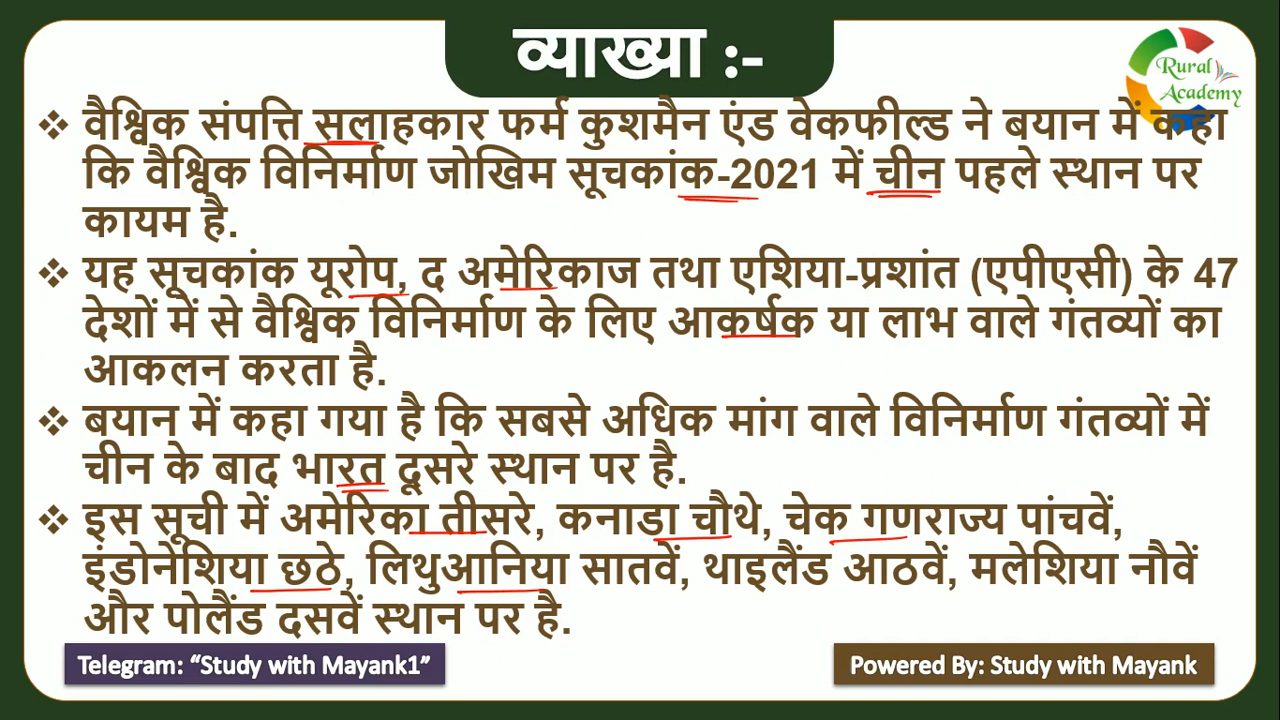 व्याख्या :-
Rural
Academy
❖ वैश्विक संपत्ति सलाहकार फर्म कुशमैन एंड वेकफील्ड ने बयान में कहा
कि वैश्विक विनिर्माण जोखिम सूचकांक-2021 में चीन पहले स्थान पर
कायम है.
❖ यह सूचकांक यूरोप, द अमेरिकाज तथा एशिया-प्रशांत (एपीएसी) के 47
देशों में से वैश्विक विनिर्माण के लिए आकर्षक या लाभ वाले गंतव्यों का
आकलन करता है.
❖ बयान में कहा गया है कि सबसे अधिक मांग वाले विनिर्माण गंतव्यों में
चीन के बाद भारत दूसरे स्थान पर है.
❖ इस सूची में अमेरिका तीसरे, कनाडा चौथे, चेक गणराज्य पांचवें,
इंडोनेशिया छठे, लिथुआनिया सातवें, थाइलैंड आठवें, मलेशिया नौवें
और पोलैंड दसवें स्थान पर है.
Telegram: “Study with Mayank1”
Powered By: Study with Mayank